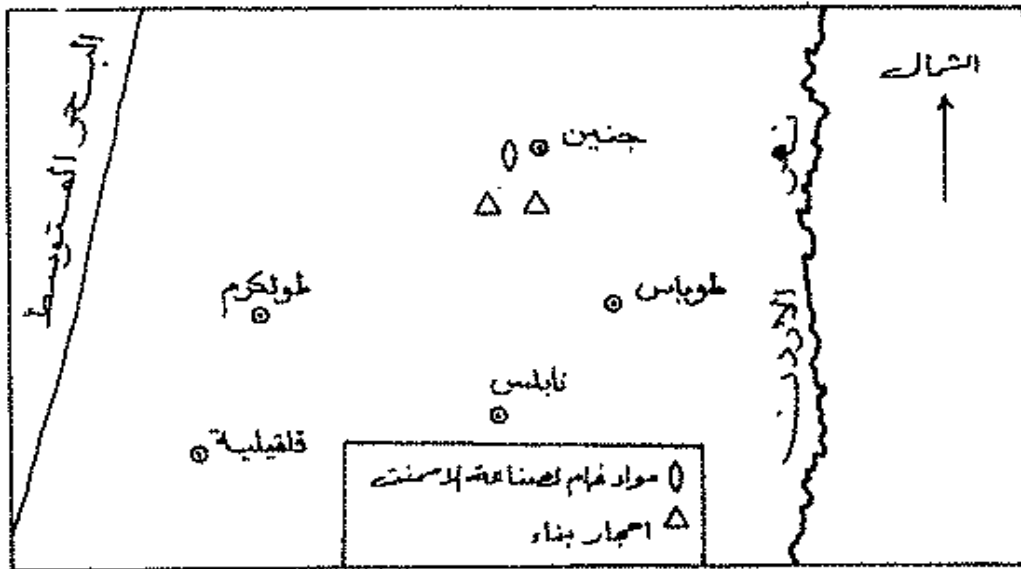 الشمال
البحر المتوسط
نهر الأردن
جنين
طولكرم
طوباس
نابلس
قلقيلية
مواد خام لصناعة الاسمنت
احجار بناء